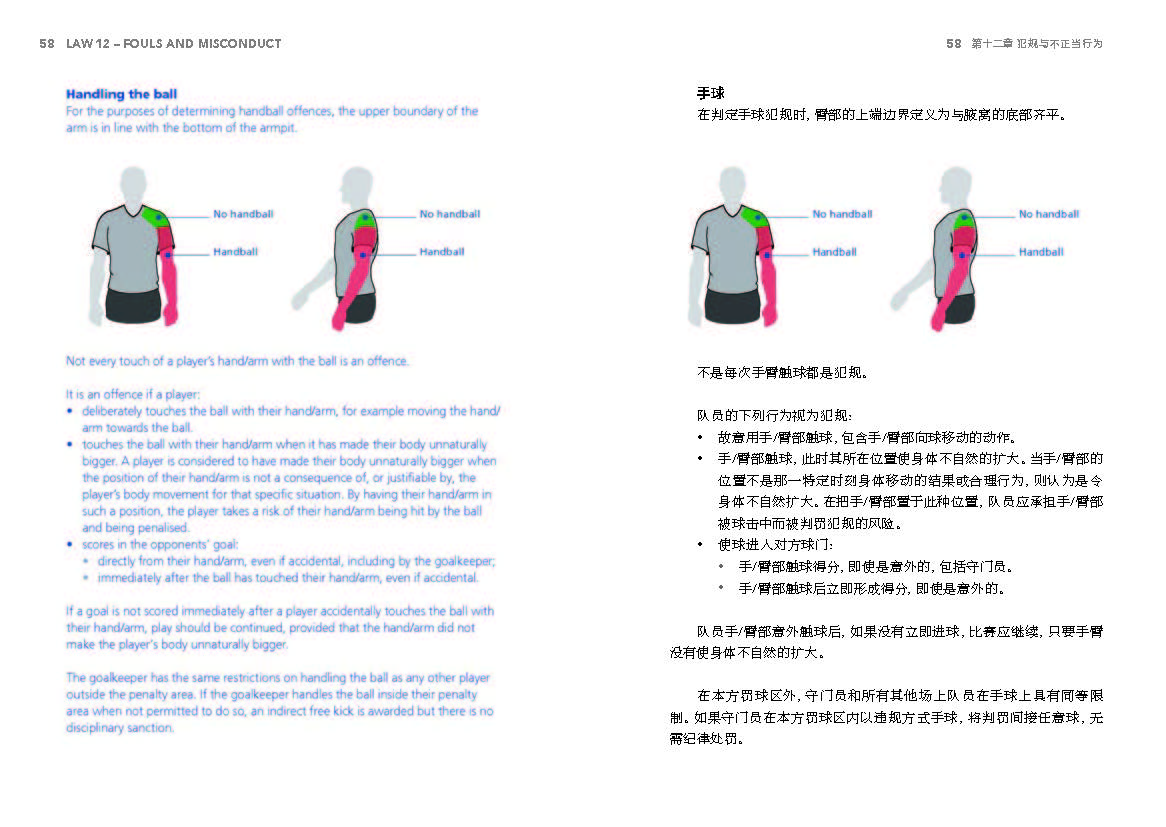 58 LAW 12 – FOULS AND MISCONDUCT
Handling the ball
For the purposes of determining handball offences, the upper boundary of the
arm is in line with the bottom of the armpit.
No handball
Handball
No handball
Handball
Not every touch of a player's hand/arm with the ball is an offence.
It is an offence if a player:
• deliberately touches the ball with their hand/arm, for example moving the hand/
arm towards the ball.
• touches the ball with their hand/arm when it has made their body unnaturally
bigger. A player is considered to have made their body unnaturally bigger when
the position of their hand/arm is not a consequence of, or justifiable by, the
player's body movement for that specific situation. By having their hand/arm in
such a position, the player takes a risk of their hand/arm being hit by the ball
and being penalised.
• scores in the opponents' goal:
• directly from their hand/arm, even if accidental, including by the goalkeeper;
• immediately after the ball has touched their hand/arm, even if accidental.
If a goal is not scored immediately after a player accidentally touches the ball with
their hand/arm, play should be continued, provided that the hand/arm did not
make the player's body unnaturally bigger.
The goalkeeper has the same restrictions on handling the ball as any other player
outside the penalty area. If the goalkeeper handles the ball inside their penalty
area when not permitted to do so, an indirect free kick is awarded but there is no
disciplinary sanction.
58 第十二章 犯规与不正当行为
手球
在判定手球犯规时,臂部的上端边界定义为与腋窝的底部齐平。
No handball
Handball
No handball
Handball
不是每次手臂触球都是犯规。
队员的下列行为视为犯规:
• 故意用手/臂部触球,包含手/臂部向球移动的动作。
• 手/臂部触球,此时其所在位置使身体不自然的扩大。当手/臂部的
位置不是那一特定时刻身体移动的结果或合理行为,则认为是令
身体不自然扩大。在把手/臂部置于此种位置,队员应承担手/臂部
被球击中而被判罚犯规的风险。
• 使球进入对方球门:
• 手/臂部触球得分,即使是意外的,包括守门员。
• 手/臂部触球后立即形成得分,即使是意外的。
队员手/臂部意外触球后,如果没有立即进球,比赛应继续,只要手臂
没有使身体不自然的扩大。
在本方罚球区外,守门员和所有其他场上队员在手球上具有同等限
制。如果守门员在本方罚球区内以违规方式手球,将判罚间接任意球,无
需纪律处罚。